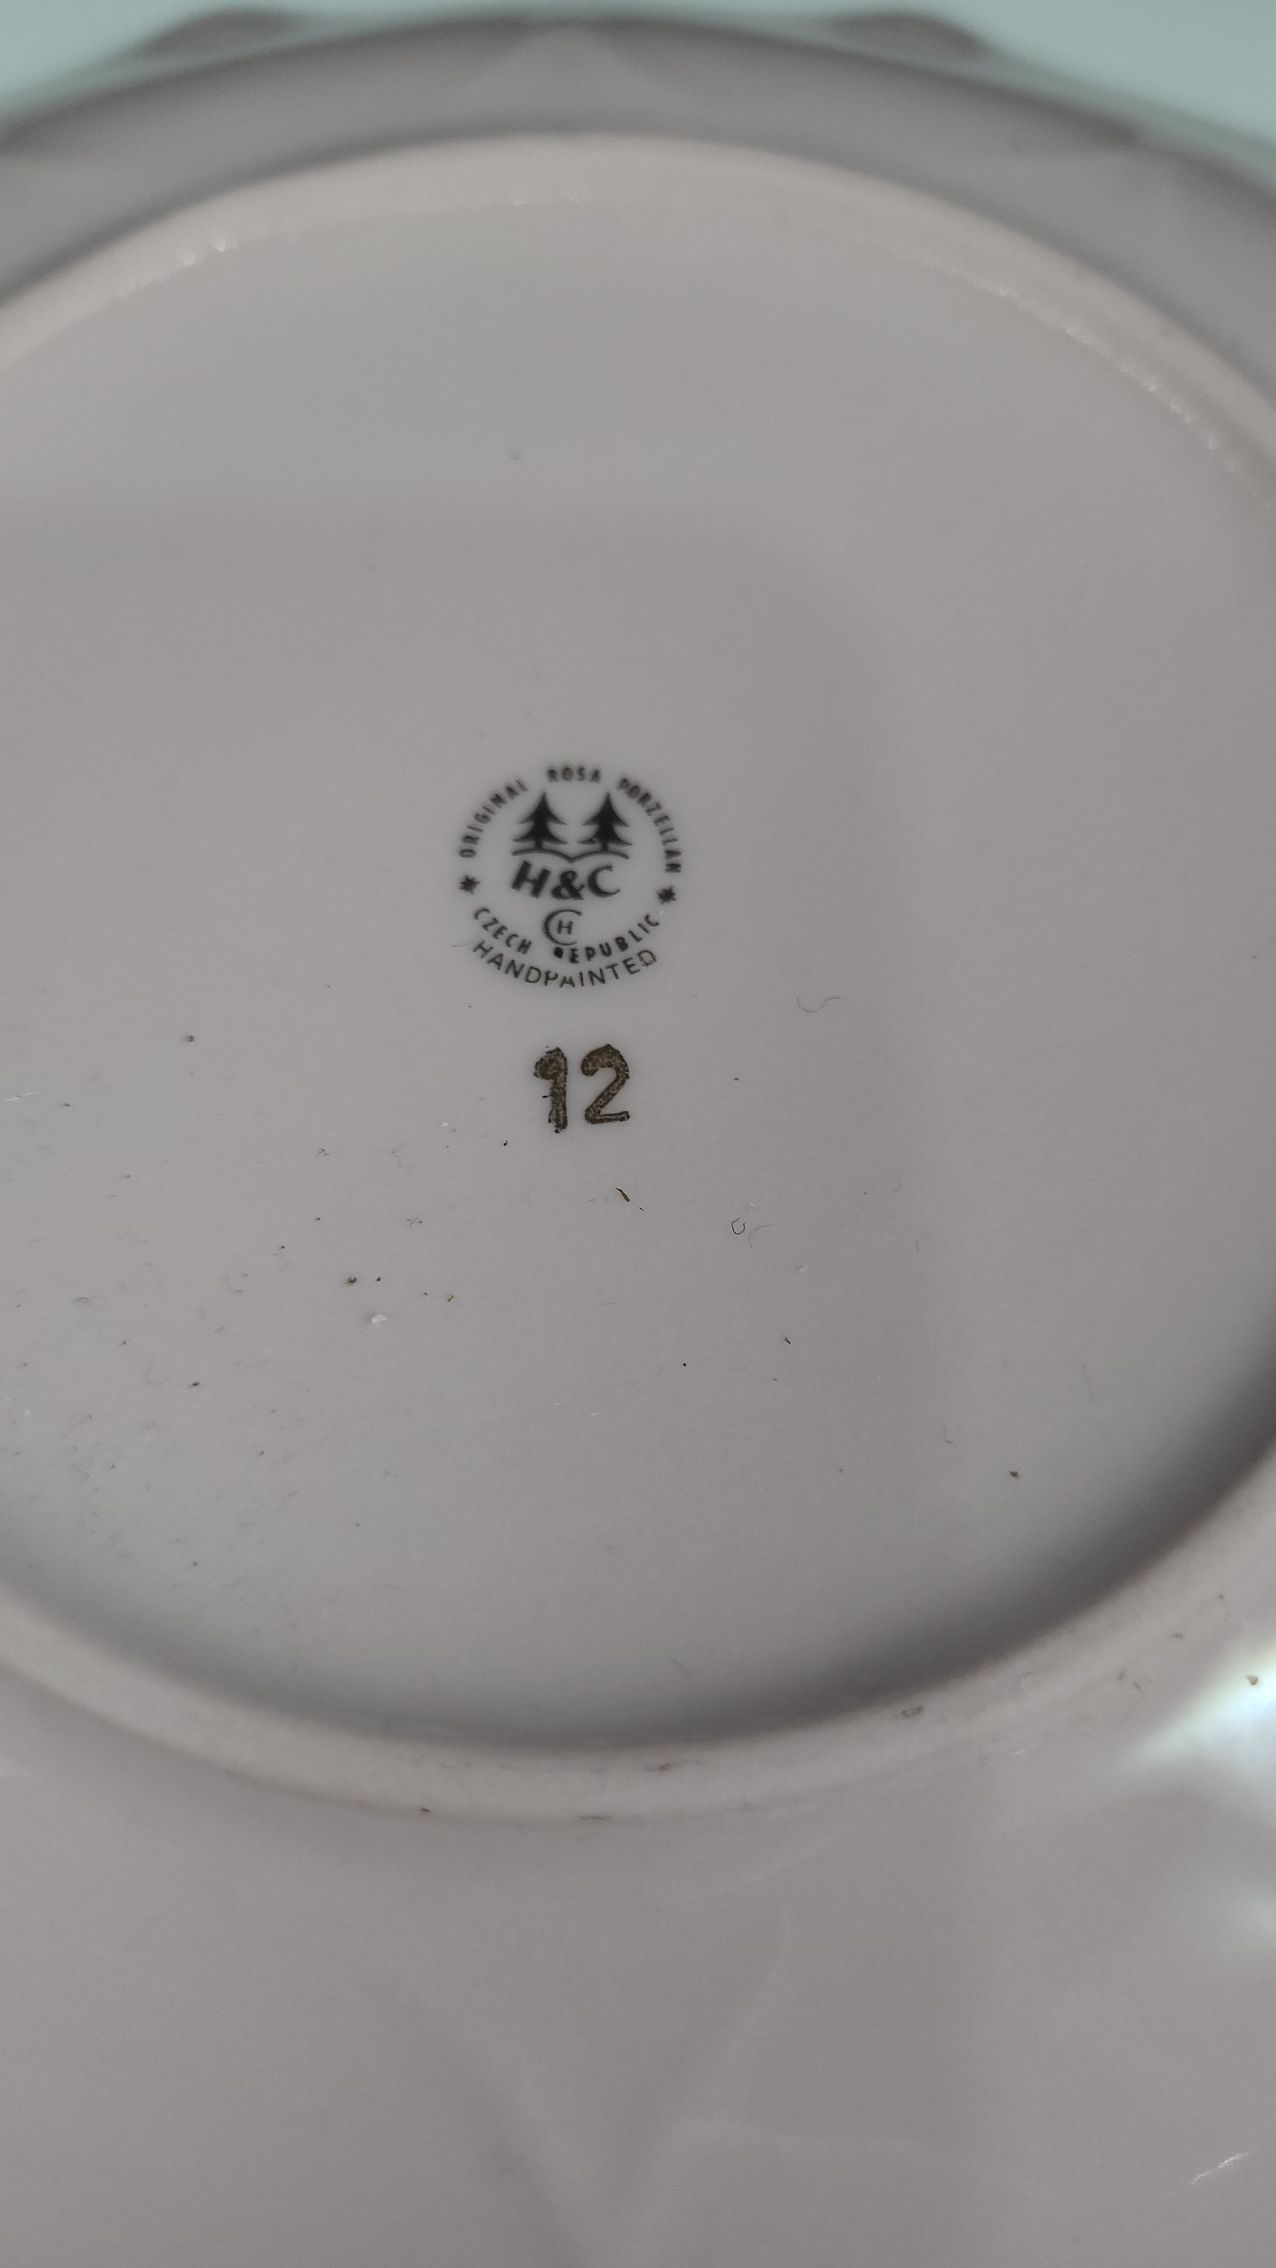 ORIGINAL ROSA PORZELLAN
H&C
CH
CZECH REPUBLIC
HANDPAINTED
12